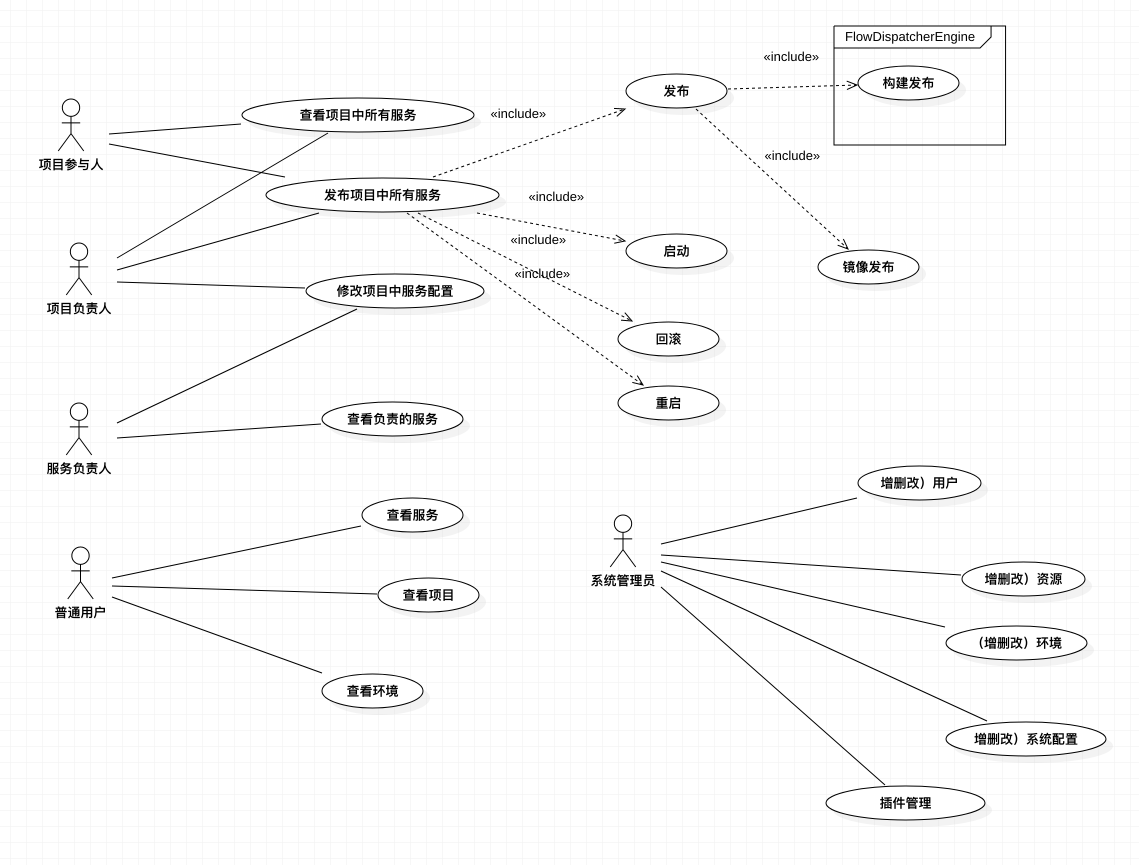 FlowDispatcherEngine
«include»
构建发布
发布
查看项目中所有服务
«include»
项目参与人
«include»
发布项目中所有服务
«include»
«include»
启动
镜像发布
«include»
修改项目中服务配置
项目负责人
回滚
重启
查看负责的服务
服务负责人
增删改）用户
查看服务
系统管理员
增删改）资源
查看项目
普通用户
（增删改）环境
查看环境
增删改）系统配置
插件管理